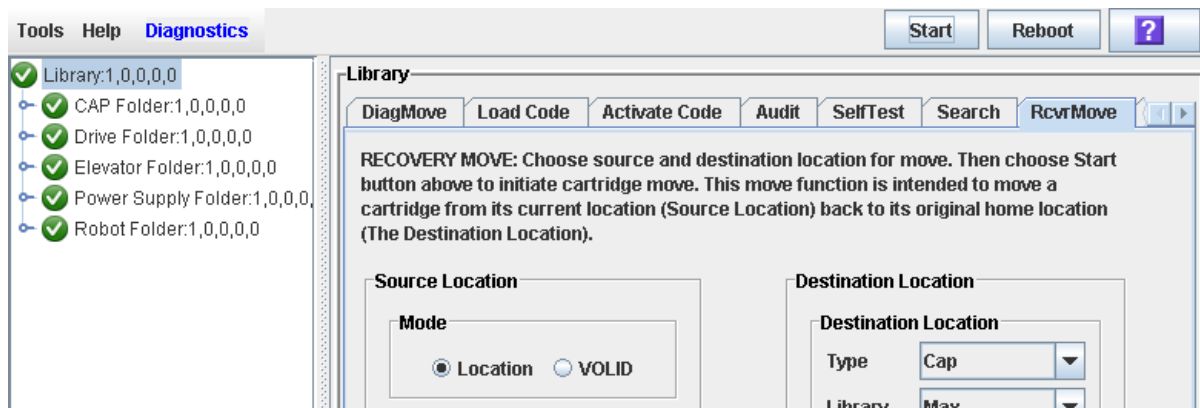 Tools Help Diagnostics
Start Reboot ?
Library:1,0,0,0,0
CAP Folder:1,0,0,0,0
Drive Folder:1,0,0,0,0
Elevator Folder:1,0,0,0,0
Power Supply Folder:1,0,0,0,
Robot Folder:1,0,0,0,0
Library
DiagMove Load Code Activate Code Audit SelfTest Search RcvrMove
RECOVERY MOVE: Choose source and destination location for move. Then choose Start
button above to initiate cartridge move. This move function is intended to move a
cartridge from its current location (Source Location) back to its original home location
(The Destination Location).
Source Location
Mode
Location VOLID
Destination Location
Destination Location
Type Cap
Library Max